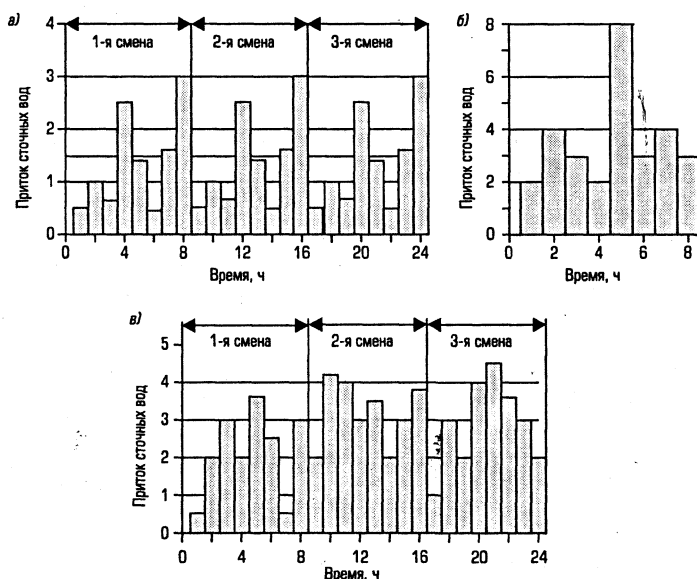 а)
1-я смена 2-я смена 3-я смена
Приток сточных вод
4
3
2
1
0
0 4 8 12 16 20 24
Время, ч
б)
Приток сточных вод
8
6
4
2
0
0 2 4 6 8
Время, ч
в)
1-я смена 2-я смена 3-я смена
Приток сточных вод
5
4
3
2
1
0
0 4 8 12 16 20 24
Время, ч